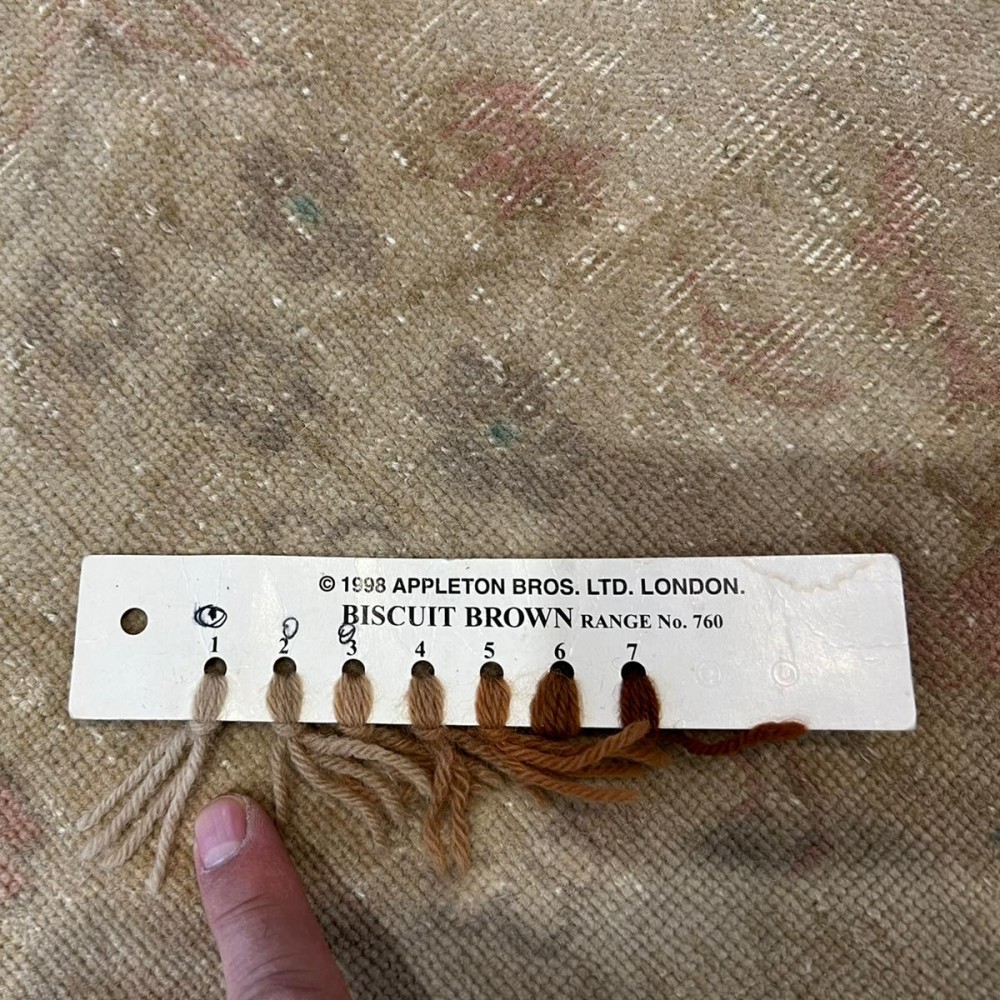 © 1998 APPLETON BROS. LTD. LONDON.
BISCUIT BROWN RANGE No. 760
1 2 3 4 5 6 7